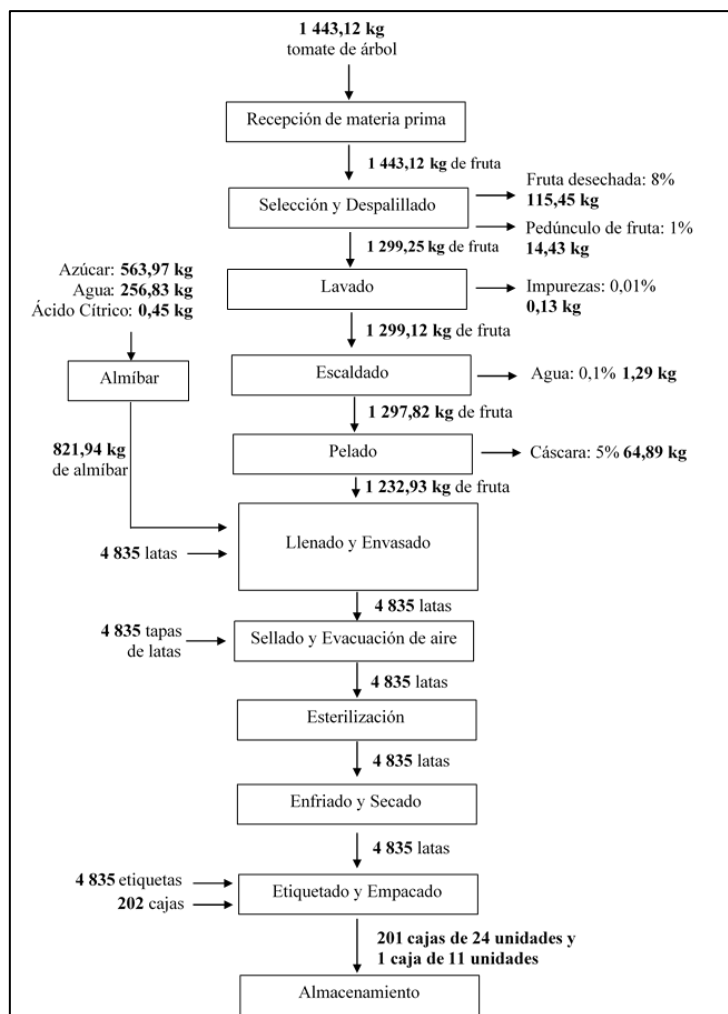 1 443,12 kg
tomate de árbol
Recepción de materia prima
1 443,12 kg de fruta
Fruta desechada: 8%
115,45 kg
Selección y Despalillado
Pedúnculo de fruta: 1%
14,43 kg
1 299,25 kg de fruta
Azúcar: 563,97 kg
Agua: 256,83 kg
Ácido Cítrico: 0,45 kg
Lavado
Impurezas: 0,01%
0,13 kg
1 299,12 kg de fruta
Almíbar
Escaldado
Agua: 0,1% 1,29 kg
1 297,82 kg de fruta
821,94 kg
de almíbar
Pelado
Cáscara: 5% 64,89 kg
1 232,93 kg de fruta
Llenado y Envasado
4 835 latas
4 835 latas
4 835 tapas
de latas
Sellado y Evacuación de aire
4 835 latas
Esterilización
4 835 latas
Enfriado y Secado
4 835 latas
4 835 etiquetas
202 cajas
Etiquetado y Empacado
201 cajas de 24 unidades y
1 caja de 11 unidades
Almacenamiento